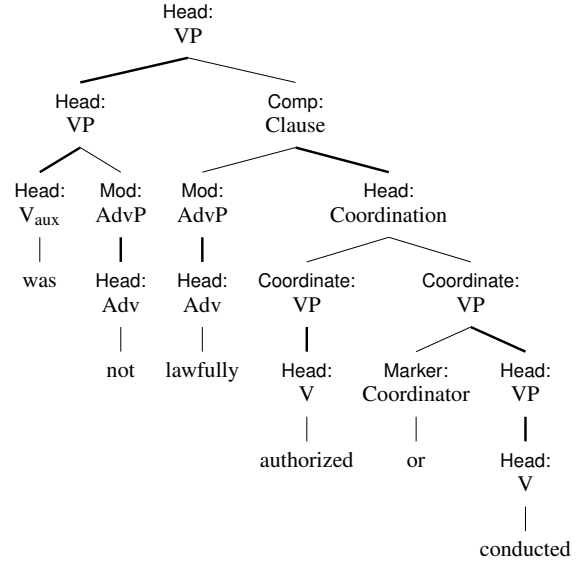 Head:
VP
Head: Comp:
VP Clause
Head: Mod: Mod: Head:
Vaux AdvP AdvP Coordination
was Head: Head: Coordinate: Coordinate:
Adv Adv VP VP
not lawfully Head: Marker: Head:
V Coordinator VP
authorized or Head:
V
conducted